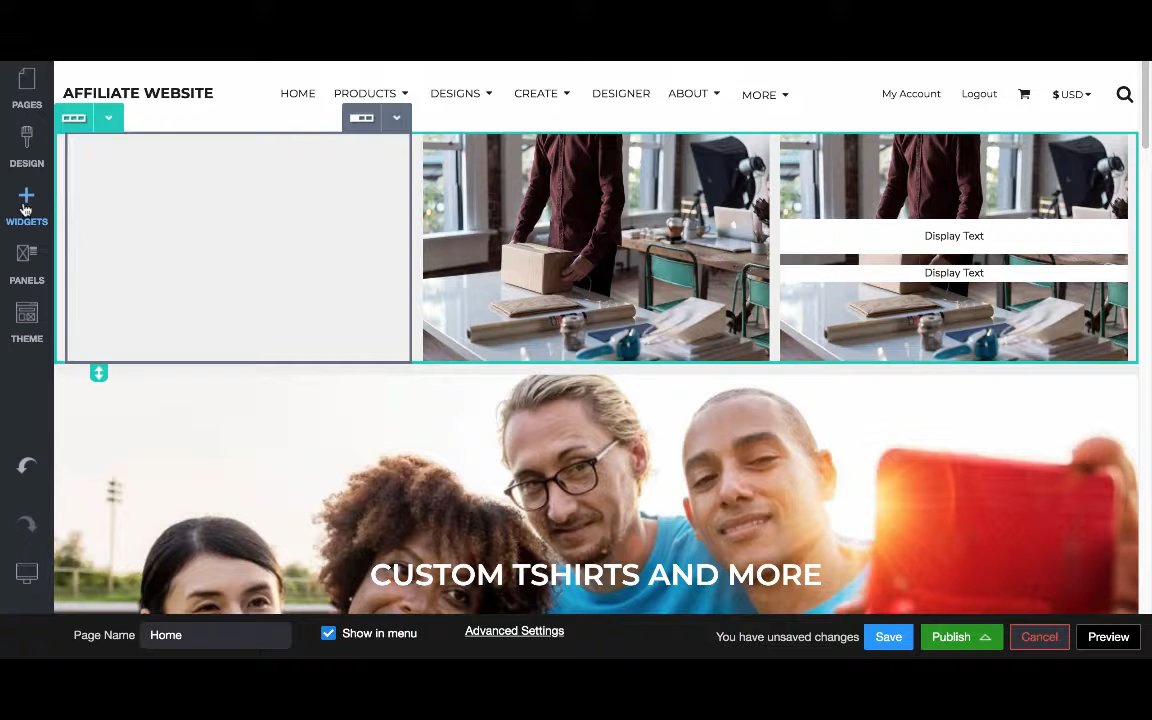 PAGES
DESIGN
WIDGETS
PANELS
THEME
AFFILIATE WEBSITE
HOME
PRODUCTS
DESIGNS
CREATE
DESIGNER
ABOUT
MORE
My Account
Logout
$ USD
Display Text
Display Text
CUSTOM TSHIRTS AND MORE
Page Name
Home
Show in menu
Advanced Settings
You have unsaved changes
Save
Publish
Cancel
Preview